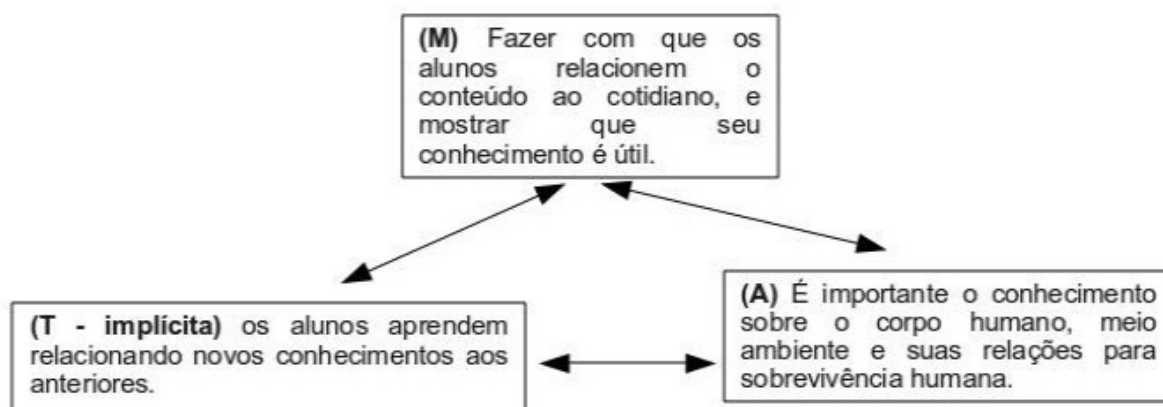 (M) Fazer com que os
alunos relacionem o
conteúdo ao cotidiano, e
mostrar que seu
conhecimento é útil.
(T - implícita) os alunos aprendem
relacionando novos conhecimentos aos
anteriores.
(A) É importante o conhecimento
sobre o corpo humano, meio
ambiente e suas relações para
sobrevivência humana.